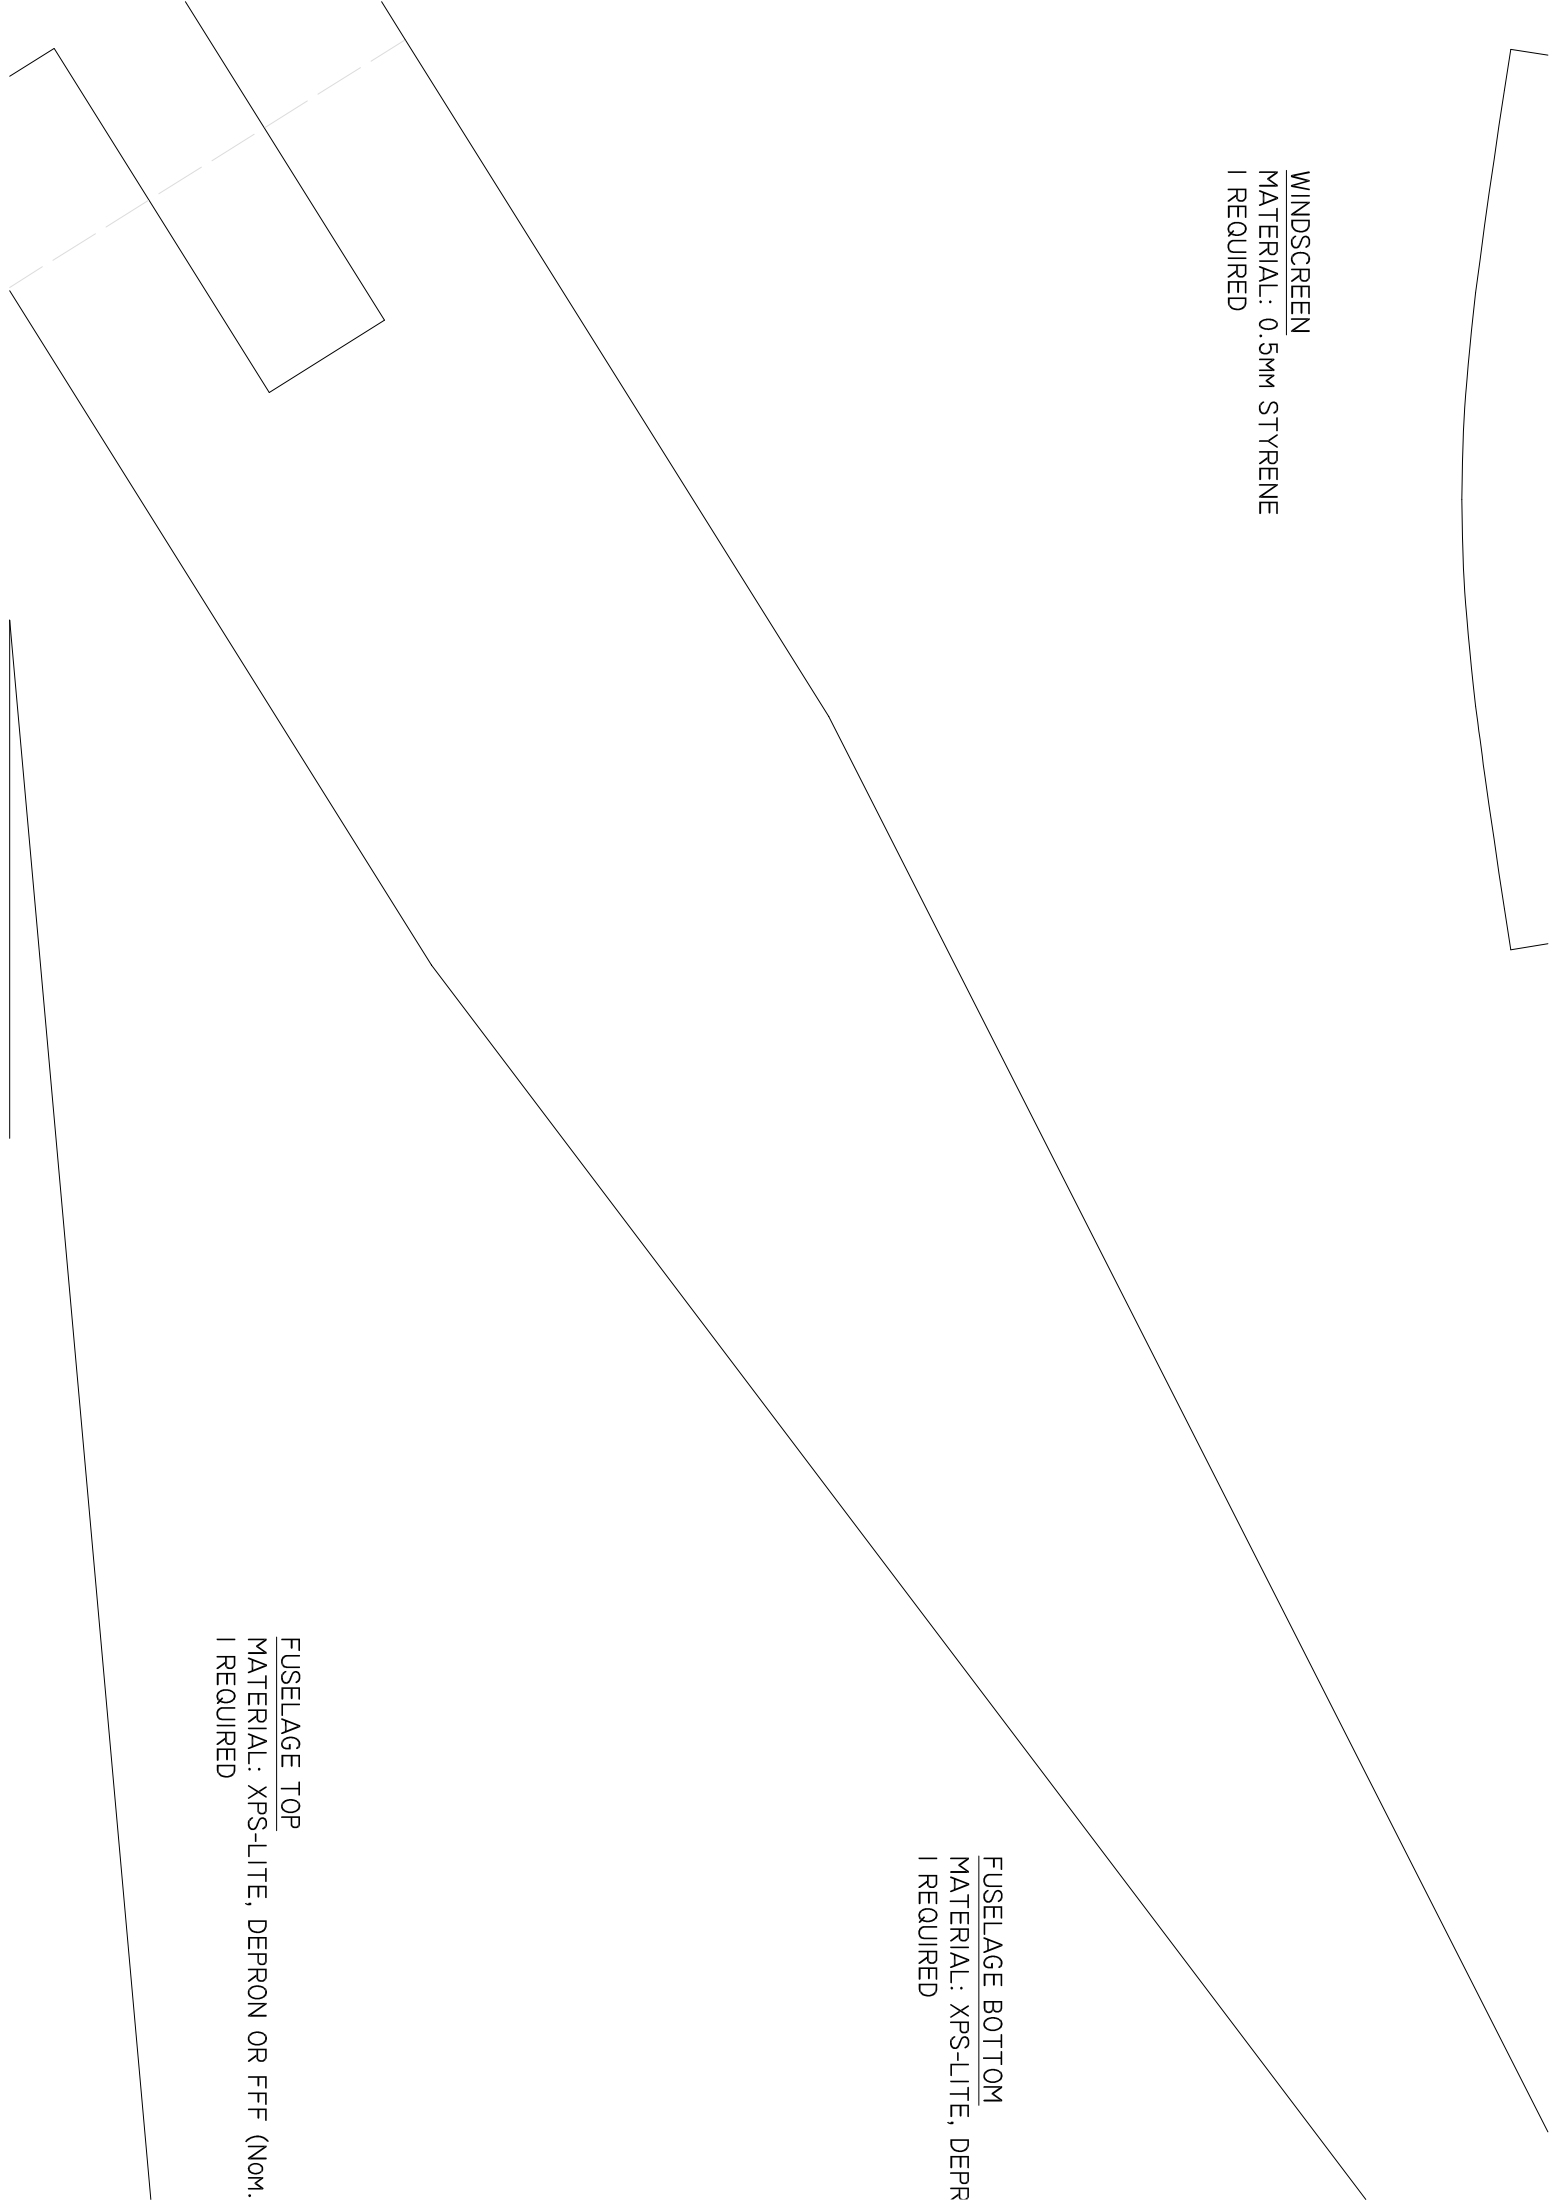 WINDSCREEN
MATERIAL: 0.5MM STYRENE
1 REQUIRED
FUSELAGE TOP
MATERIAL: XPS-LITE, DEPRON OR FFF (NOM.
1 REQUIRED
FUSELAGE BOTTOM
MATERIAL: XPS-LITE, DEPR
1 REQUIRED